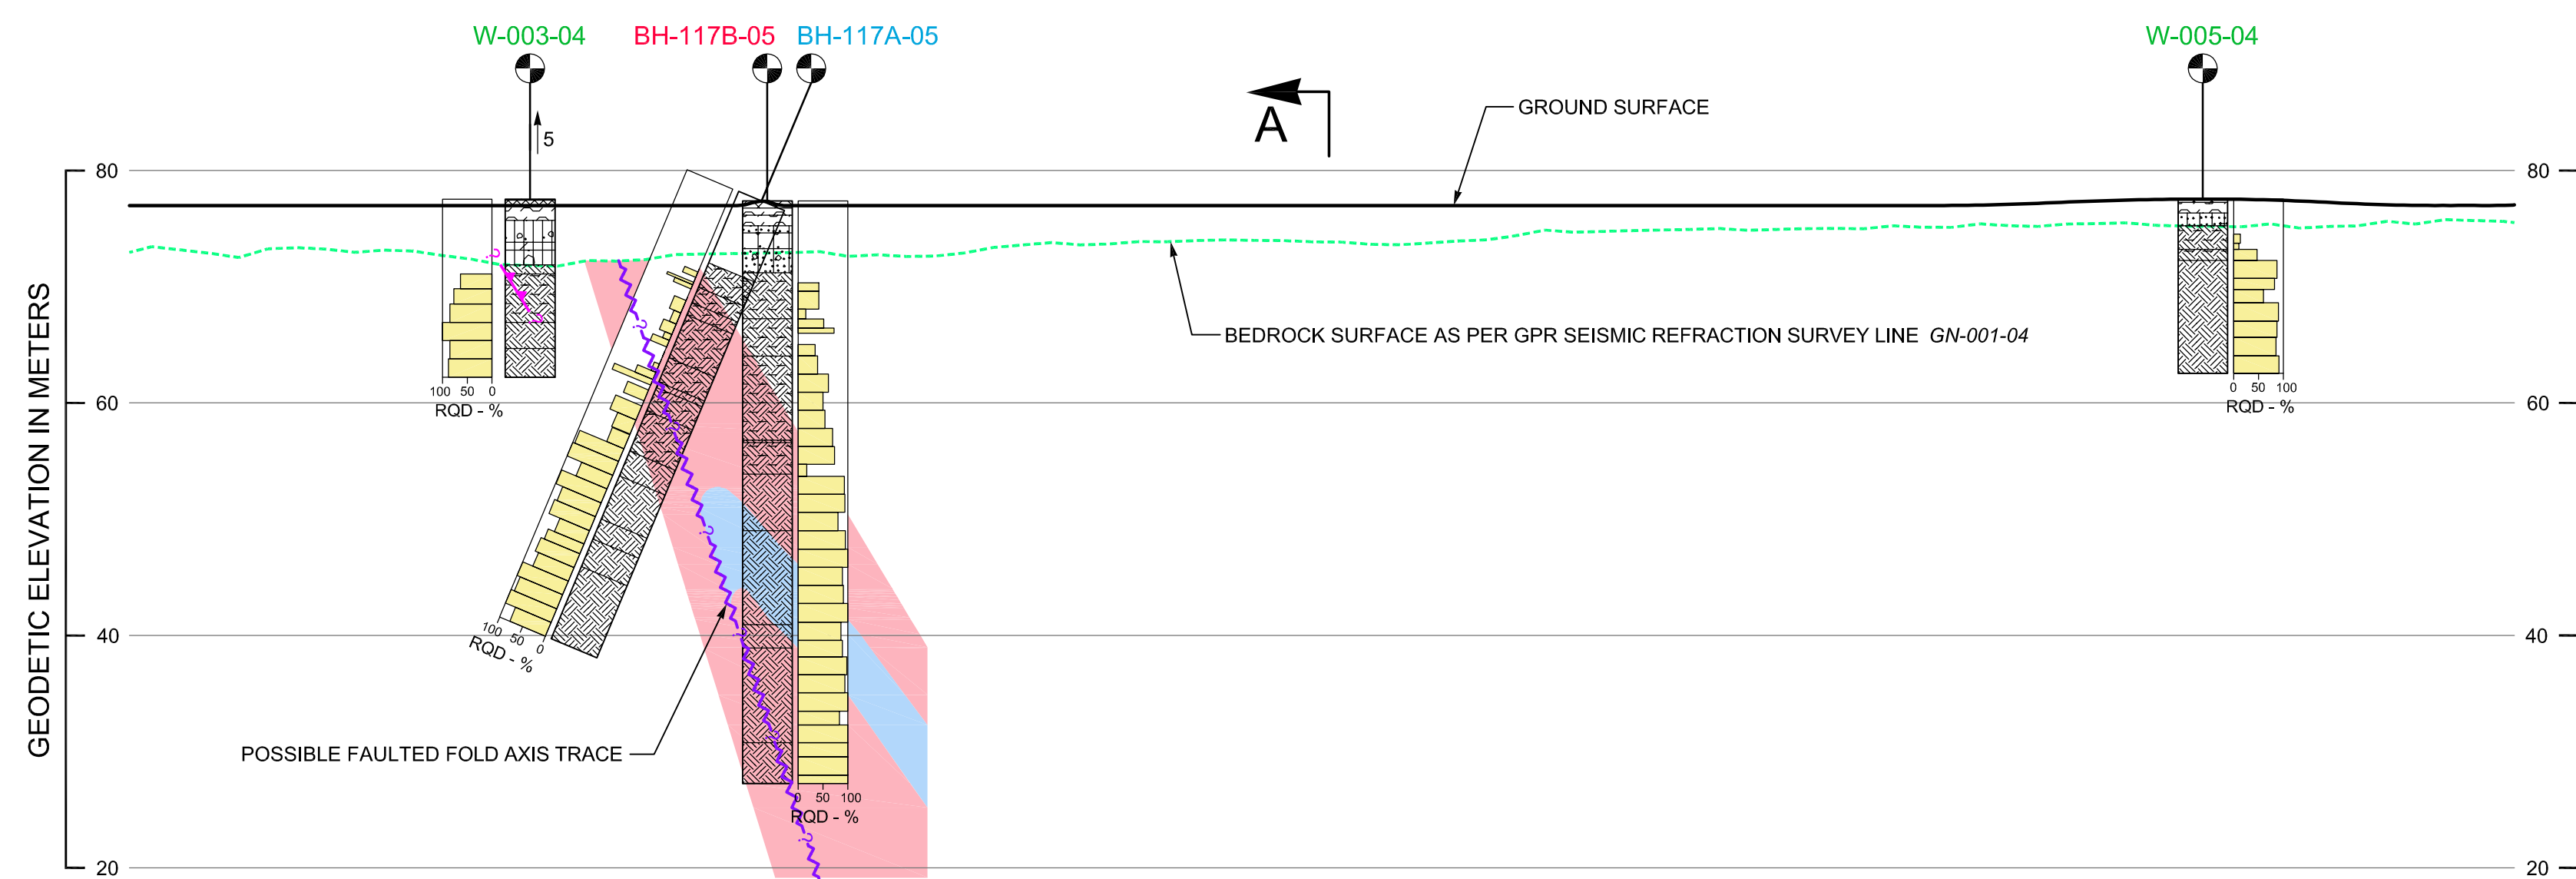 W-003-04 BH-117B-05 BH-117A-05 W-005-04
A
GROUND SURFACE
5
80 80
?
BEDROCK SURFACE AS PER GPR SEISMIC REFRACTION SURVEY LINE GN-001-04
?
?
GEODETIC ELEVATION IN METERS
100 50 0
RQD - %
0 50 100
RQD - %
60 60
?
?
100 50 0
RQD - %
40 40
?
?
POSSIBLE FAULTED FOLD AXIS TRACE
0 50 100
RQD - %
?
20 20